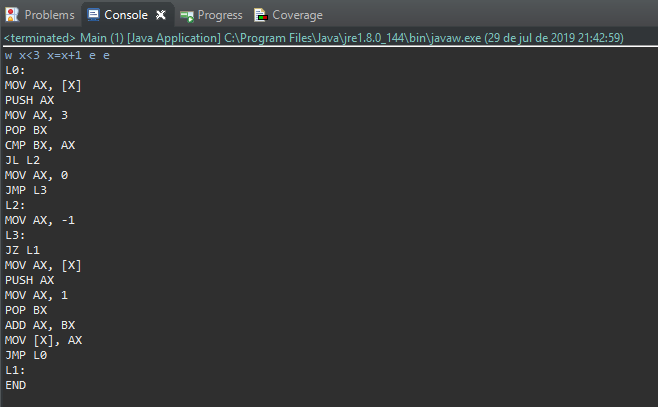 Problems Console Progress Coverage
<terminated> Main (1) [Java Application] C:\Program Files\Java\jre1.8.0_144\bin\javaw.exe (29 de jul de 2019 21:42:59)
w x<3 x=x+1 e e
L0:
MOV AX, [X]
PUSH AX
MOV AX, 3
POP BX
CMP BX, AX
JL L2
MOV AX, 0
JMP L3
L2:
MOV AX, -1
L3:
JZ L1
MOV AX, [X]
PUSH AX
MOV AX, 1
POP BX
ADD AX, BX
MOV [X], AX
JMP L0
L1:
END